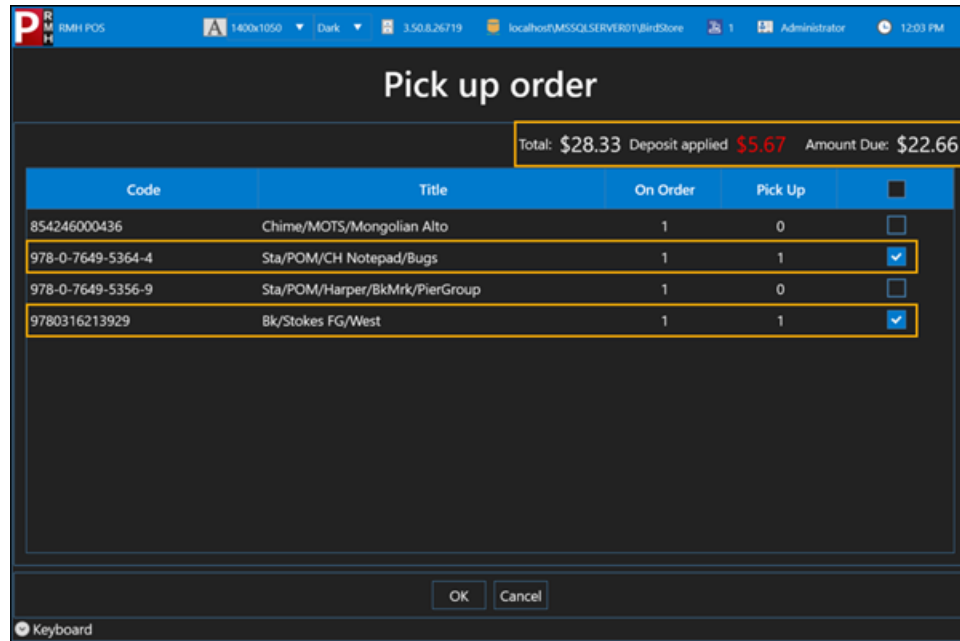 P RMH RMH POS A 1400x1050 Dark 3.50.8.26719 localhost\MSSQLSERVER01\BirdStore 1 Administrator 12:03 PM
Pick up order
Total: $28.33 Deposit applied $5.67 Amount Due: $22.66
Code Title On Order Pick Up
854246000436 Chime/MOTS/Mongolian Alto 1 0
978-0-7649-5364-4 Sta/POM/CH Notepad/Bugs 1 1
978-0-7649-5356-9 Sta/POM/Harper/BkMrk/PierGroup 1 0
9780316213929 Bk/Stokes FG/West 1 1
OK Cancel
Keyboard